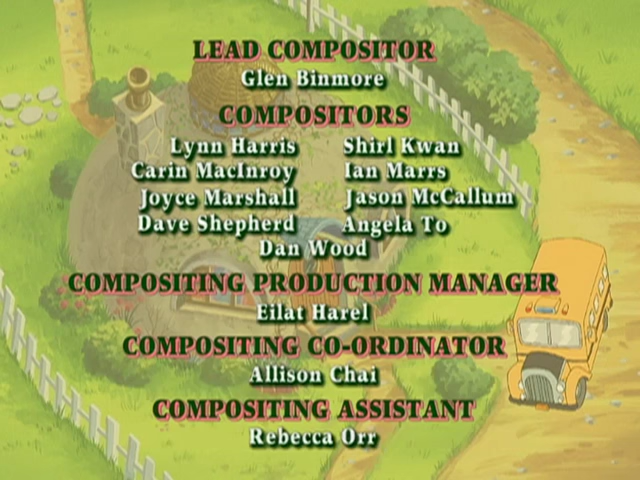 LEAD COMPOSITOR
Glen Binmore
COMPOSITORS
Lynn Harris Shirl Kwan
Carin MacInroy Ian Marrs
Joyce Marshall Jason McCallum
Dave Shepherd Angela To
Dan Wood
COMPOSITING PRODUCTION MANAGER
Eilat Harel
COMPOSITING CO-ORDINATOR
Allison Chai
COMPOSITING ASSISTANT
Rebecca Orr